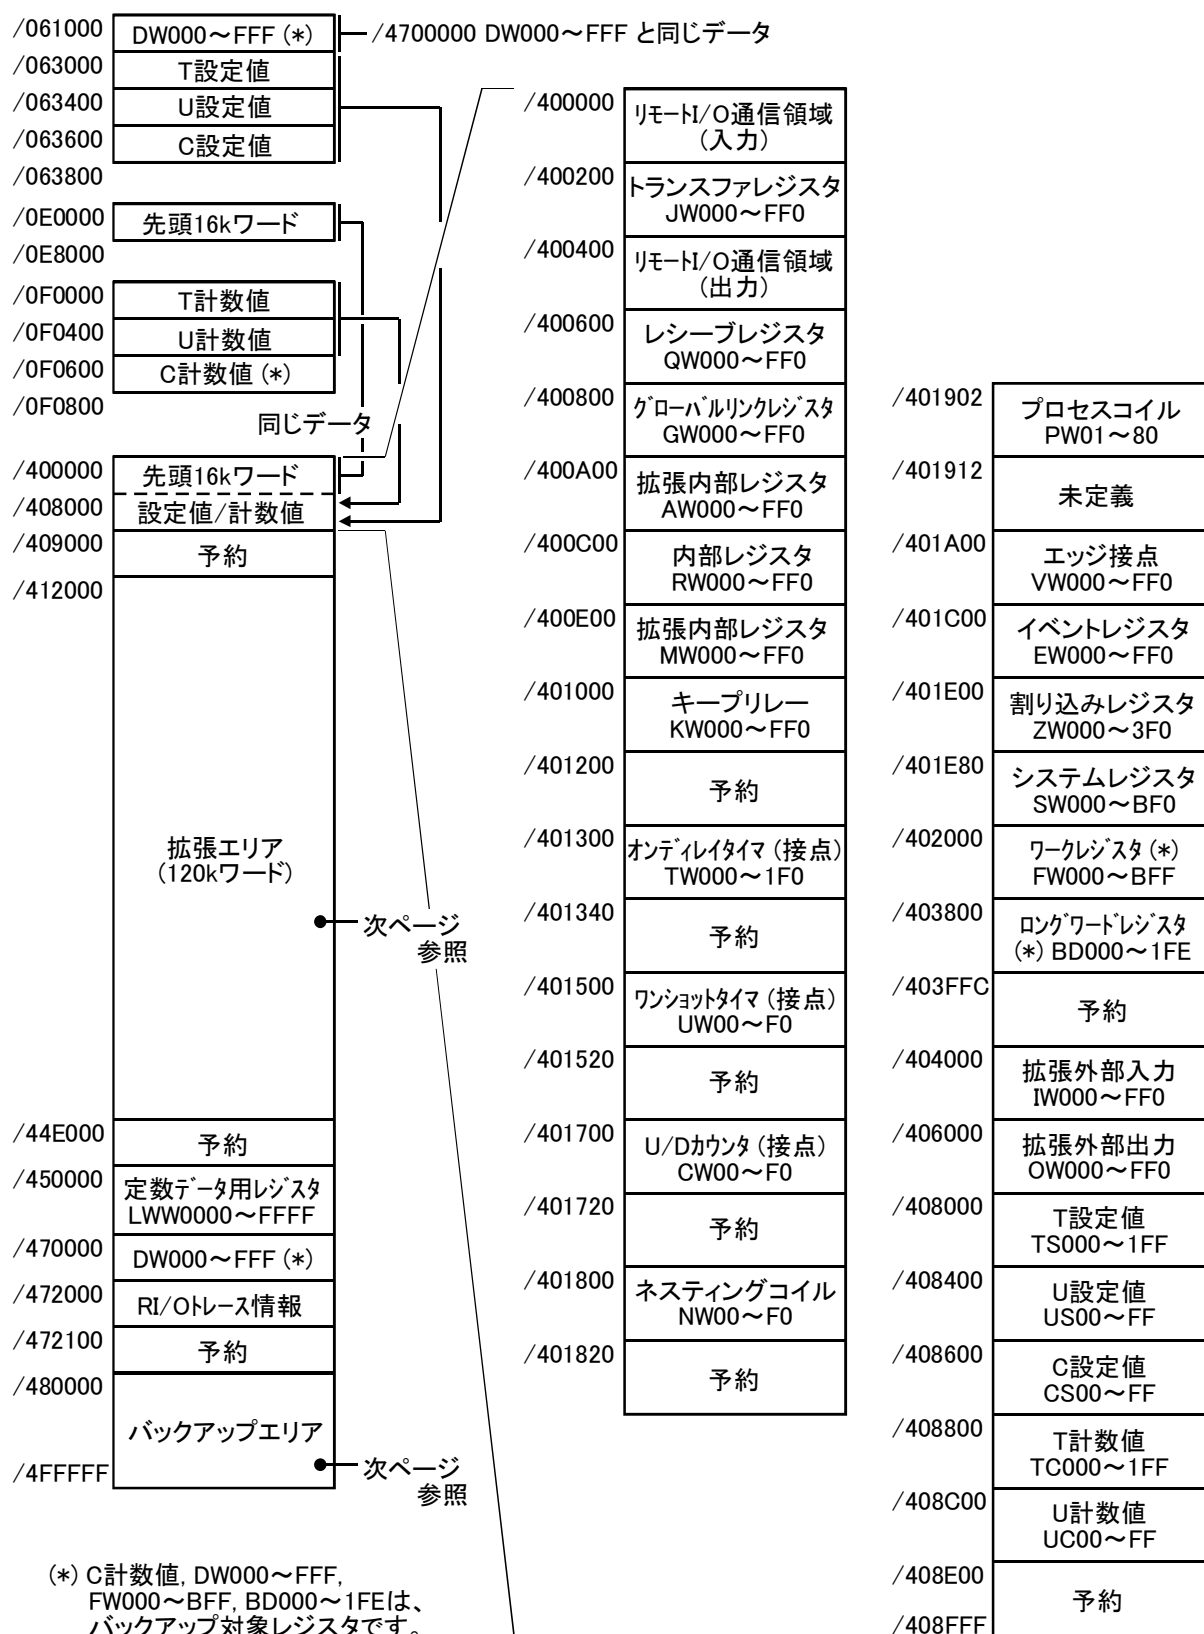 /061000 DW000～FFF (*) /4700000 DW000～FFF と同じデータ
/063000 T設定値
/063400 U設定値
/063600 C設定値
/063800
/0E0000 先頭16kワード
/0E8000
/0F0000 T計数値
/0F0400 U計数値
/0F0600 C計数値 (*)
/0F0800
同じデータ
/400000 先頭16kワード
/408000 設定値/計数値
/409000 予約
/412000
拡張エリア
(120kワード)
次ページ
参照
/44E000 予約
/450000 定数データ用レジスタ
LWW0000～FFFF
/470000 DW000～FFF (*)
/472000 RI/Oトレース情報
/472100 予約
/480000
バックアップエリア
/4FFFFF
次ページ
参照
(*) C計数値, DW000～FFF,
FW000～BFF, BD000～1FEは、
バックアップ対象レジスタです。
/400000 リモートI/O通信領域
(入力)
/400200 トランスファレジスタ
JW000～FF0
/400400 リモートI/O通信領域
(出力)
/400600 レシーブレジスタ
QW000～FF0
/400800 グローバルリンクレジスタ
GW000～FF0
/400A00 拡張内部レジスタ
AW000～FF0
/400C00 内部レジスタ
RW000～FF0
/400E00 拡張内部レジスタ
MW000～FF0
/401000 キープリレー
KW000～FF0
/401200 予約
/401300 オンディレイタイマ (接点)
TW000～1F0
/401340 予約
/401500 ワンショットタイマ (接点)
UW00～F0
/401520 予約
/401700 U/Dカウンタ (接点)
CW00～F0
/401720 予約
/401800 ネスティングコイル
NW00～F0
/401820 予約
/401902 プロセスコイル
PW01～80
/401912 未定義
/401A00 エッジ接点
VW000～FF0
/401C00 イベントレジスタ
EW000～FF0
/401E00 割り込みレジスタ
ZW000～3F0
/401E80 システムレジスタ
SW000～BF0
/402000 ワークレジスタ (*)
FW000～BFF
/403800 ロングワードレジスタ
(*) BD000～1FE
/403FFC 予約
/404000 拡張外部入力
IW000～FF0
/406000 拡張外部出力
OW000～FF0
/408000 T設定値
TS000～1FF
/408400 U設定値
US00～FF
/408600 C設定値
CS00～FF
/408800 T計数値
TC000～1FF
/408C00 U計数値
UC00～FF
/408E00 予約
/408FFF